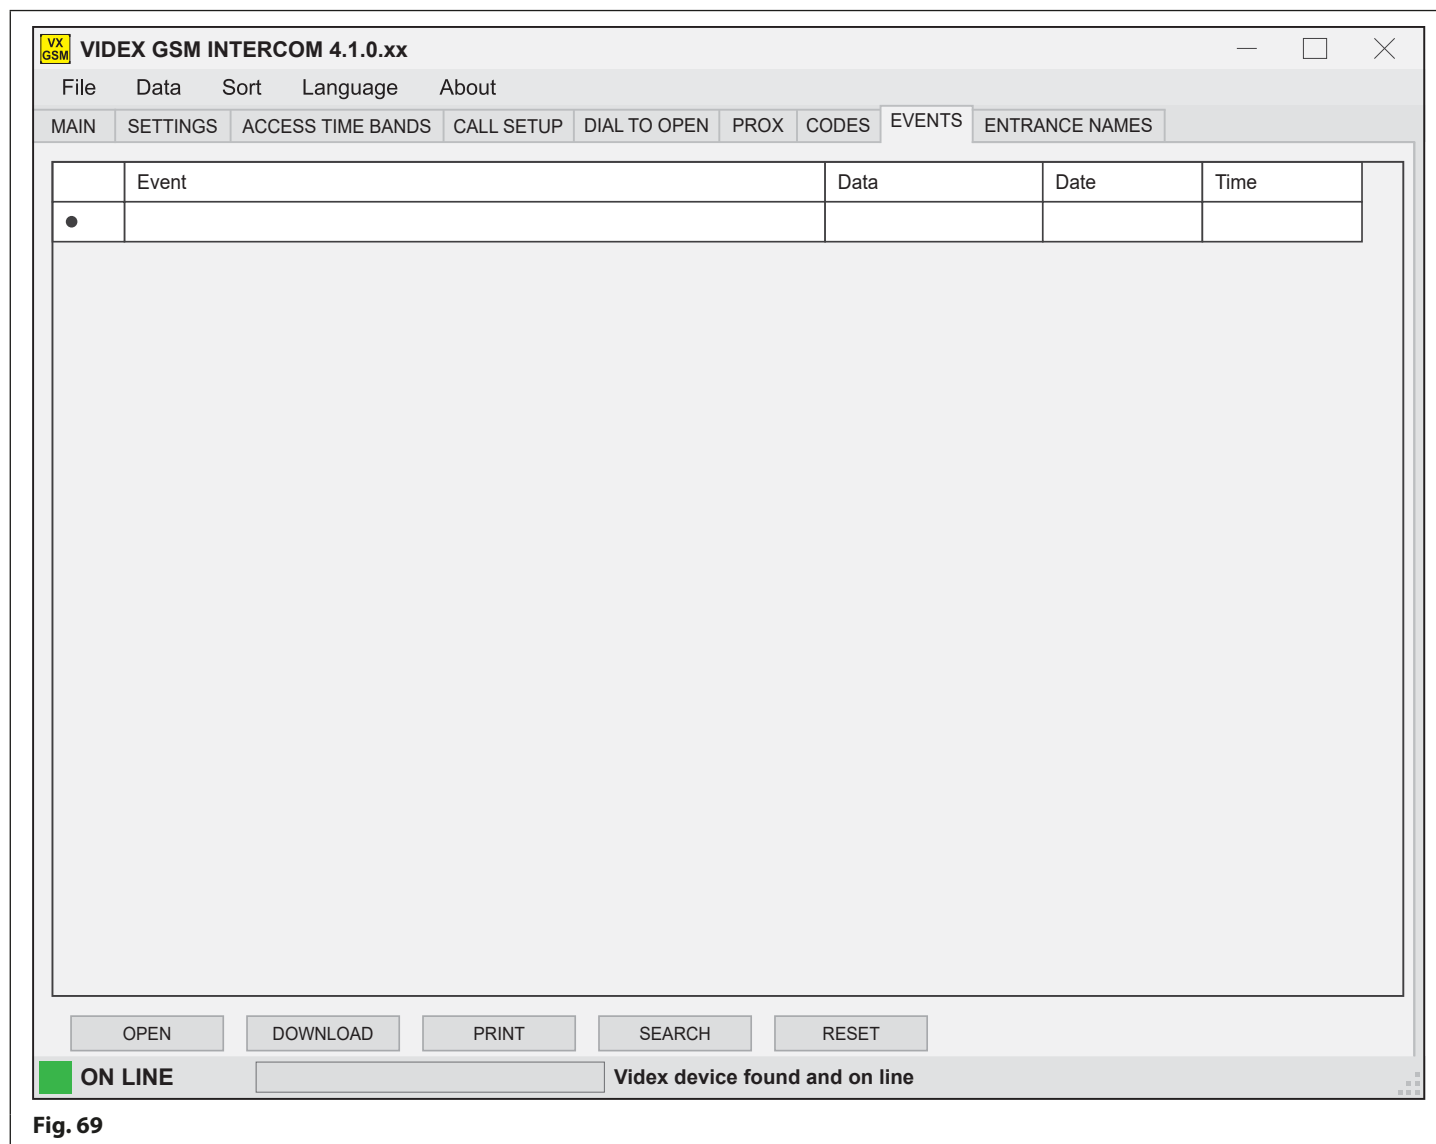 VX
GSM
VIDEX GSM INTERCOM 4.1.0.xx
File Data Sort Language About
MAIN SETTINGS ACCESS TIME BANDS CALL SETUP DIAL TO OPEN PROX CODES EVENTS ENTRANCE NAMES
Event Data Date Time
OPEN DOWNLOAD PRINT SEARCH RESET
ON LINE Videx device found and on line
Fig. 69